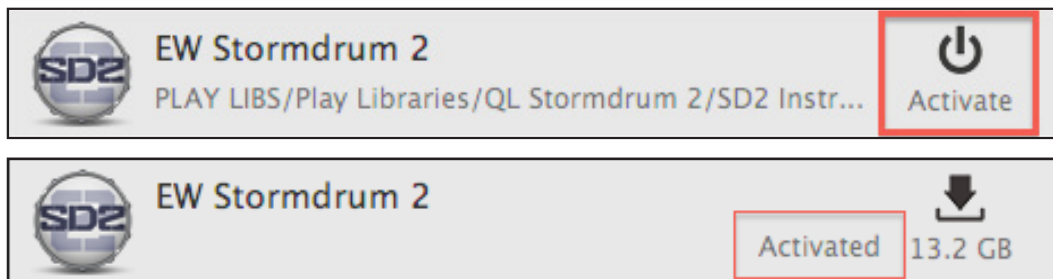 SD2
EW Stormdrum 2
PLAY LIBS/Play Libraries/QL Stormdrum 2/SD2 Instr...
Activate
SD2
EW Stormdrum 2
Activated
13.2 GB